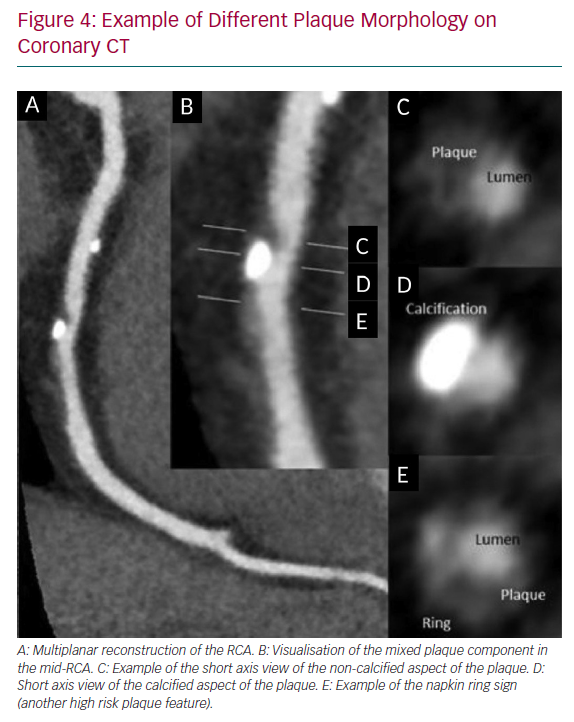 Figure 4: Example of Different Plaque Morphology on
Coronary CT
A
B
C
Plaque
Lumen
C
D
E
D
Calcification
E
Lumen
Plaque
Ring
A: Multiplanar reconstruction of the RCA. B: Visualisation of the mixed plaque component in
the mid-RCA. C: Example of the short axis view of the non-calcified aspect of the plaque. D:
Short axis view of the calcified aspect of the plaque. E: Example of the napkin ring sign
(another high risk plaque feature).